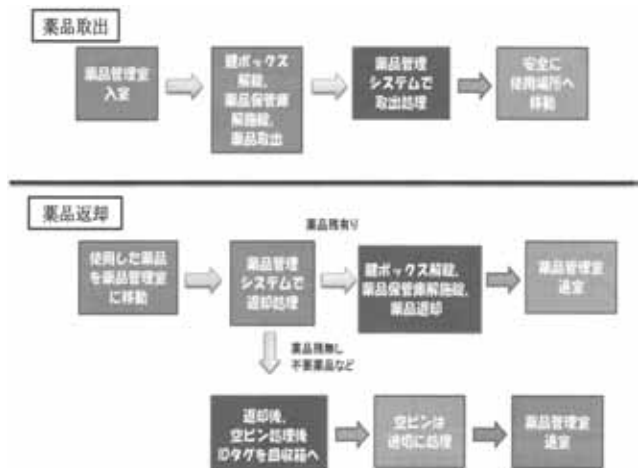 薬品取出
薬品管理室
入室
鍵ボックス
解錠、
薬品保管庫
解施錠、
薬品取出
薬品管理
システムで
取出処理
安全に
使用場所へ
移動
薬品返却
薬品残有り
使用した薬品
を薬品管理室
に移動
薬品管理
システムで
返却処理
鍵ボックス解錠、
薬品保管庫解施錠、
薬品返却
薬品管理室
退室
薬品残無し
不要薬品など
返却後、
空ビン処理後
IDタグを回収箱へ
空ビンは
適切に処理
薬品管理室
退室